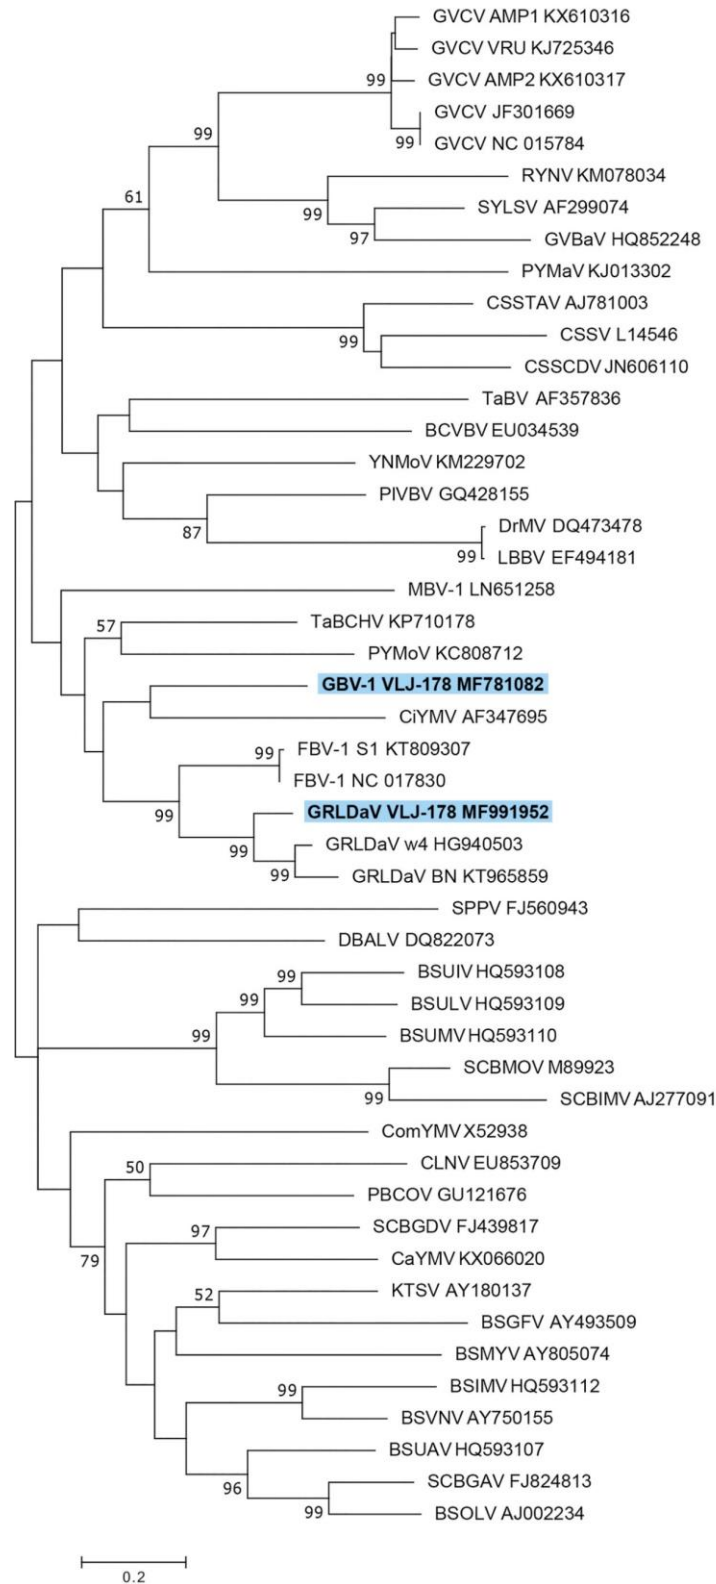 GVCV AMP1 KX610316
GVCV VRU KJ725346
99
GVCV AMP2 KX610317
GVCV JF301669
99
99
GVCV NC 015784
RYNV KM078034
61
99
SYLSV AF299074
97
GVBaV HQ852248
PYMaV KJ013302
CSSTAV AJ781003
99
CSSV L14546
CSSCDV JN606110
TaBV AF357836
BCVBV EU034539
YNMoV KM229702
PIVBV GQ428155
87
DrMV DQ473478
99
LBBV EF494181
MBV-1 LN651258
57
TaBCHV KP710178
PYMoV KC808712
GBV-1 VLJ-178 MF781082
CiYMV AF347695
99
FBV-1 S1 KT809307
FBV-1 NC 017830
99
GRLDaV VLJ-178 MF991952
99
GRLDaV w4 HG940503
99
GRLDaV BN KT965859
SPPV FJ560943
DBALV DQ822073
99
BSUIV HQ593108
99
BSULV HQ593109
99
BSUMV HQ593110
SCBMOV M89923
99
SCBIMV AJ277091
ComYMV X52938
50
CLNV EU853709
PBCOV GU121676
97
SCBGDV FJ439817
79
CaYMV KX066020
52
KTSV AY180137
BSGFV AY493509
BSMYV AY805074
99
BSIMV HQ593112
BSVNV AY750155
BSUAV HQ593107
96
SCBGAV FJ824813
99
BSOLV AJ002234
0.2